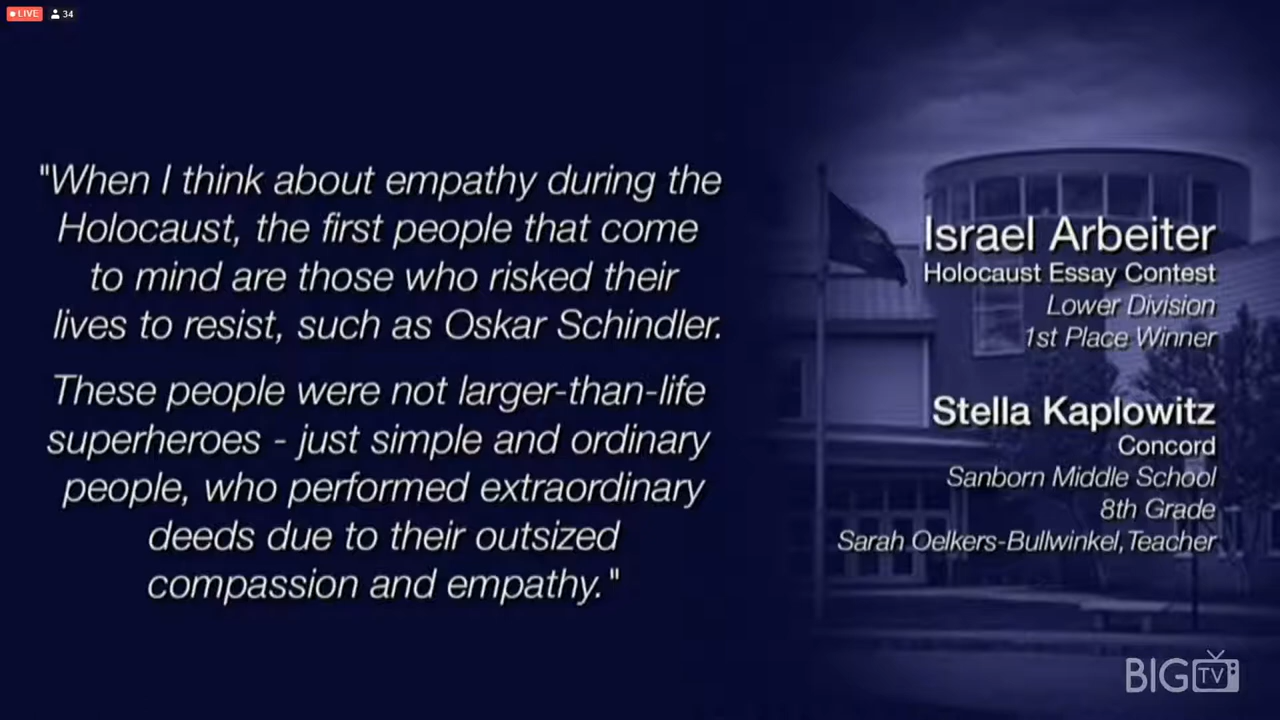 LIVE 34
"When I think about empathy during the
Holocaust, the first people that come
to mind are those who risked their
lives to resist, such as Oskar Schindler.
These people were not larger-than-life
superheroes - just simple and ordinary
people, who performed extraordinary
deeds due to their outsized
compassion and empathy."
Israel Arbeiter
Holocaust Essay Contest
Lower Division
1st Place Winner
Stella Kaplowitz
Concord
Sanborn Middle School
8th Grade
Sarah Oelkers-Bullwinkel, Teacher
BIG TV